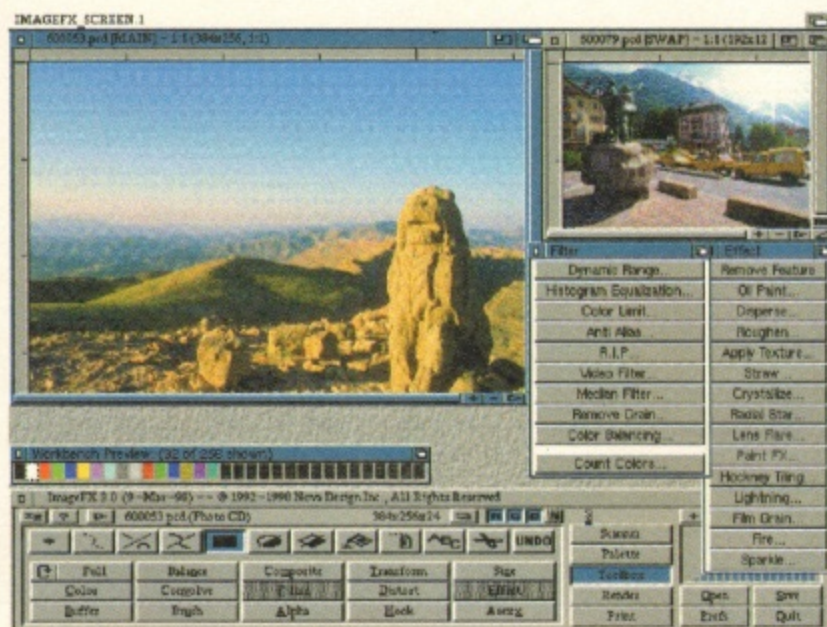 IMAGEFX_SCREEN.1
600053.pcd [MAIN] - 1:1 (384x256, 1:1)
600079.pcd [SWAP] - 1:1 (192x12
Filter
Dynamic Range...
Histogram Equalization...
Color Limit...
Anti Alias...
R.I.P
Video Filter...
Median Filter...
Remove Grain...
Color Balancing...
Count Colors...
Effect
Remove Feature
Oil Paint...
Disperse...
Roughen...
Apply Texture...
Straw...
Crystallize...
Radial Star...
Lens Flare...
Paint FX...
Hockney Tiling
Lightning...
Film Grain...
Fire...
Sparkle...
Workbench Preview: (32 of 256 shown)
ImageFX 3.0 (9-Mar-98) -- © 1992-1998 Nova Design Inc., All Rights Reserved
600053.pcd (Photo CD) 384x256x24
UNDO
Full Balance Composite Transform Size
Color Convolve Filter Distort Effect
Buffer Brush Alpha Hook
Scanner
Palette
Toolbox
Render Open Save
Print Prefs Quit